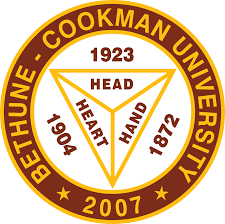 BETHUNE - COOKMAN UNIVERSITY
1923
HEAD
HEART
HAND
1904
1872
★ 2007 ★